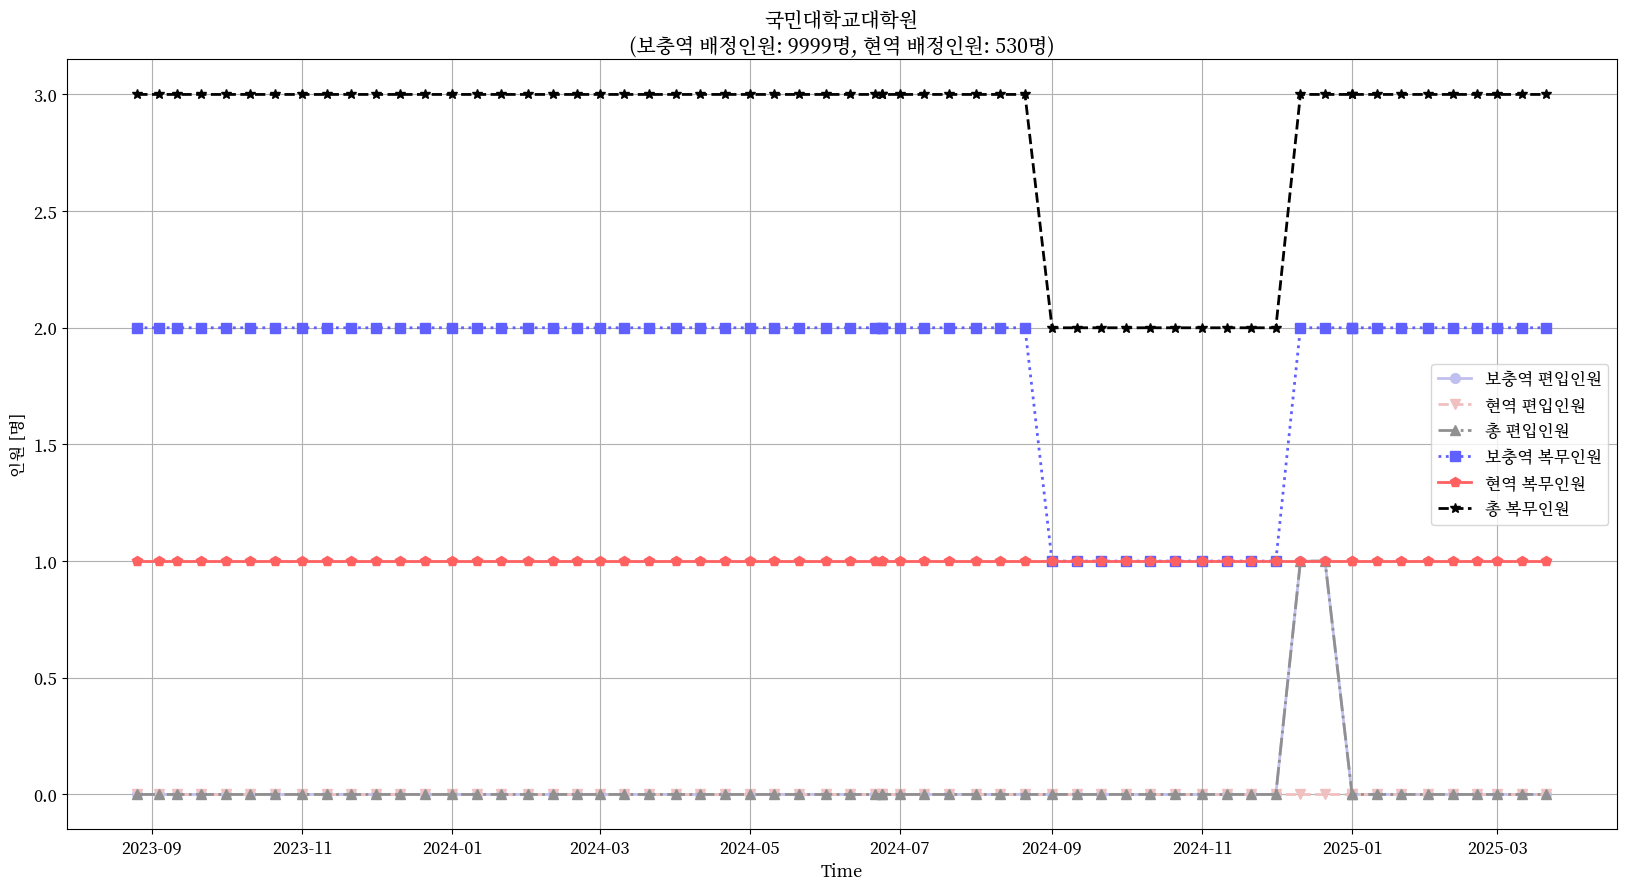 국민대학교대학원
(보충역 배정인원: 9999명, 현역 배정인원: 530명)
3.0
2.5
2.0
1.5
1.0
0.5
0.0
인원 [명]
보충역 편입인원
현역 편입인원
총 편입인원
보충역 복무인원
현역 복무인원
총 복무인원
2023-09 2023-11 2024-01 2024-03 2024-05 2024-07 2024-09 2024-11 2025-01 2025-03
Time